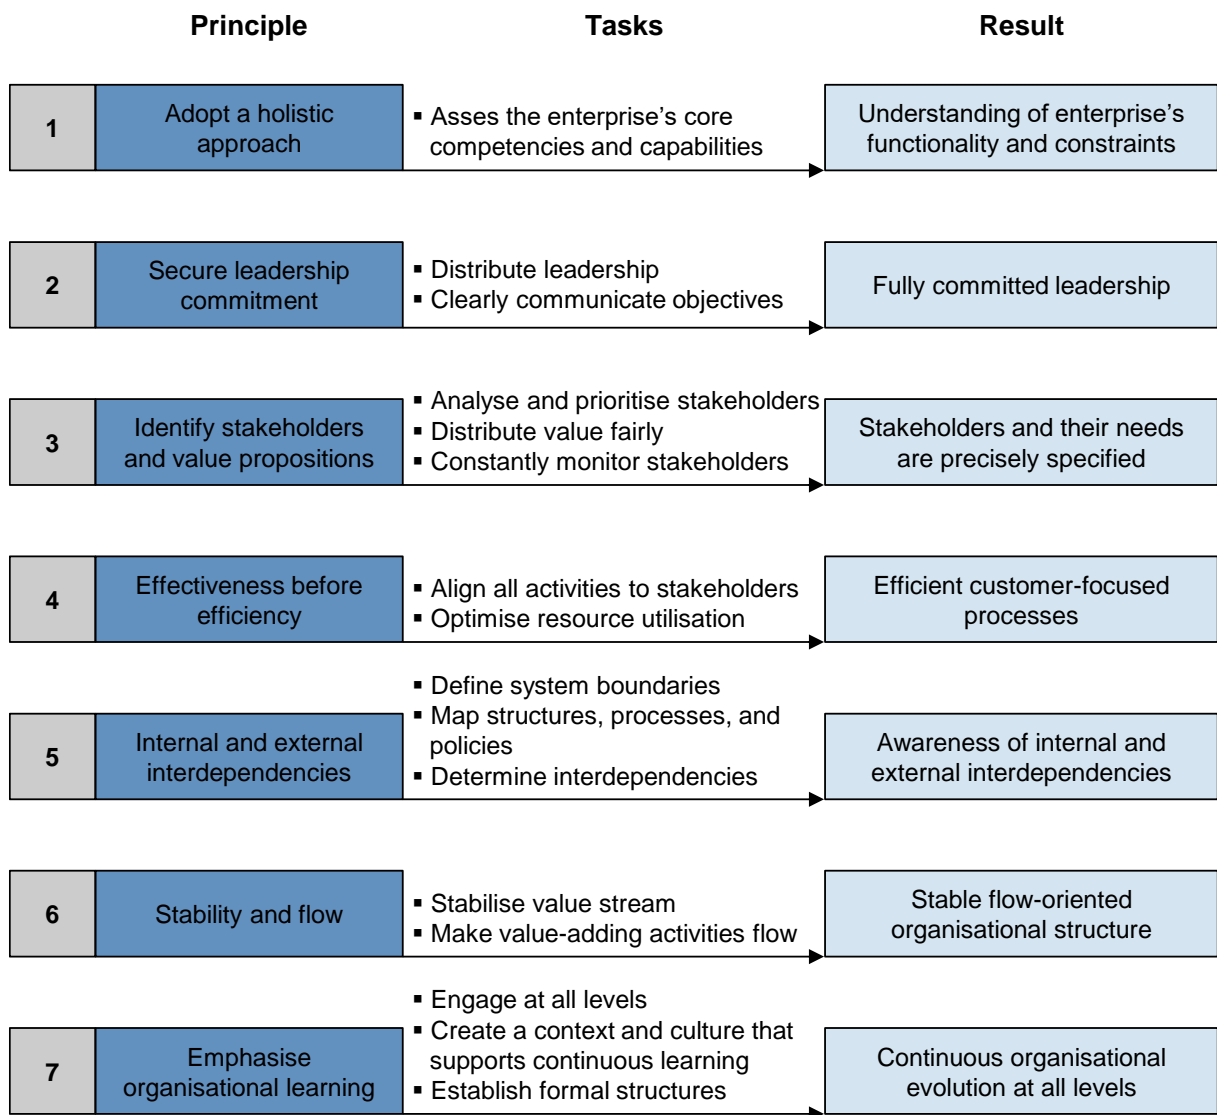 Principle Tasks Result
1
Adopt a holistic
approach
▪ Asses the enterprise's core
competencies and capabilities
Understanding of enterprise's
functionality and constraints
2
Secure leadership
commitment
▪ Distribute leadership
▪ Clearly communicate objectives
Fully committed leadership
3
Identify stakeholders
and value propositions
▪ Analyse and prioritise stakeholders
▪ Distribute value fairly
▪ Constantly monitor stakeholders
Stakeholders and their needs
are precisely specified
4
Effectiveness before
efficiency
▪ Align all activities to stakeholders
▪ Optimise resource utilisation
Efficient customer-focused
processes
5
Internal and external
interdependencies
▪ Define system boundaries
▪ Map structures, processes, and
policies
▪ Determine interdependencies
Awareness of internal and
external interdependencies
6
Stability and flow
▪ Stabilise value stream
▪ Make value-adding activities flow
Stable flow-oriented
organisational structure
7
Emphasise
organisational learning
▪ Engage at all levels
▪ Create a context and culture that
supports continuous learning
▪ Establish formal structures
Continuous organisational
evolution at all levels